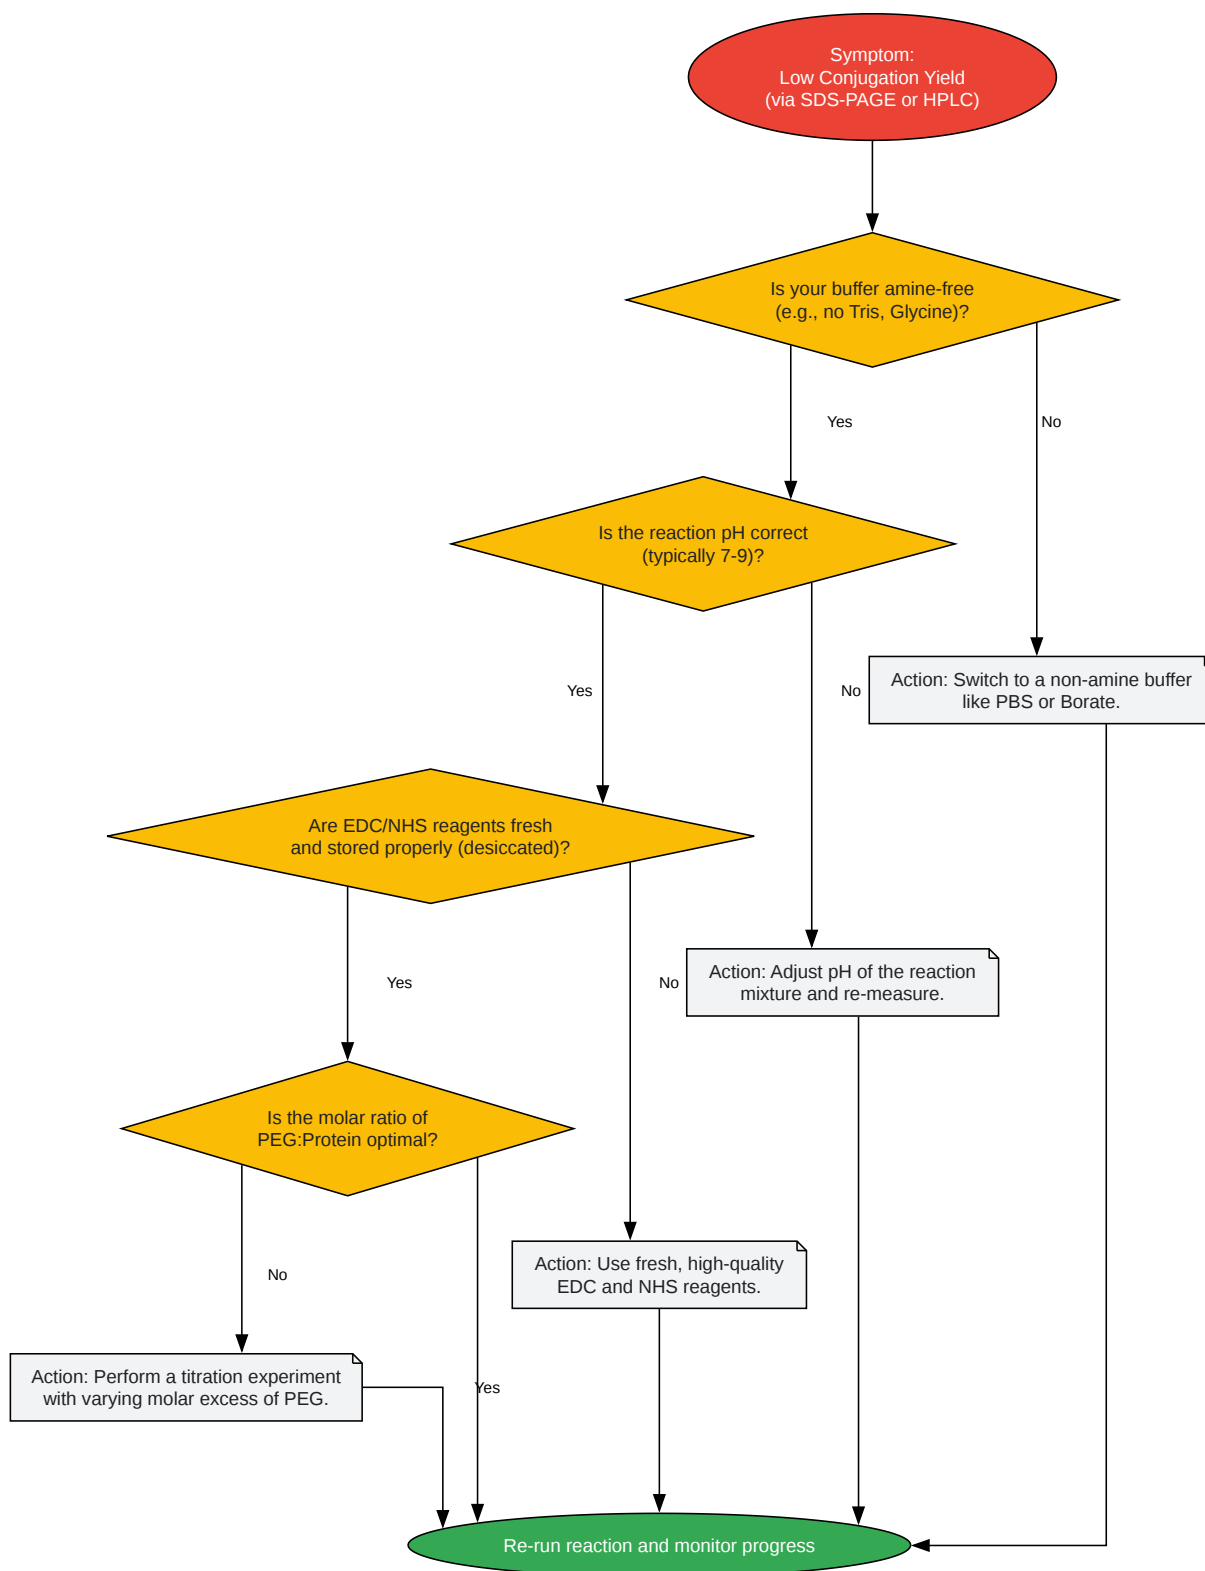 Symptom:
Low Conjugation Yield
(via SDS-PAGE or HPLC)
Is your buffer amine-free
(e.g., no Tris, Glycine)?
Yes
No
Is the reaction pH correct
(typically 7-9)?
Yes
No
Action: Switch to a non-amine buffer
like PBS or Borate.
Are EDC/NHS reagents fresh
and stored properly (desiccated)?
Yes
No
Action: Adjust pH of the reaction
mixture and re-measure.
Is the molar ratio of
PEG:Protein optimal?
No
Yes
Action: Use fresh, high-quality
EDC and NHS reagents.
Action: Perform a titration experiment
with varying molar excess of PEG.
Re-run reaction and monitor progress